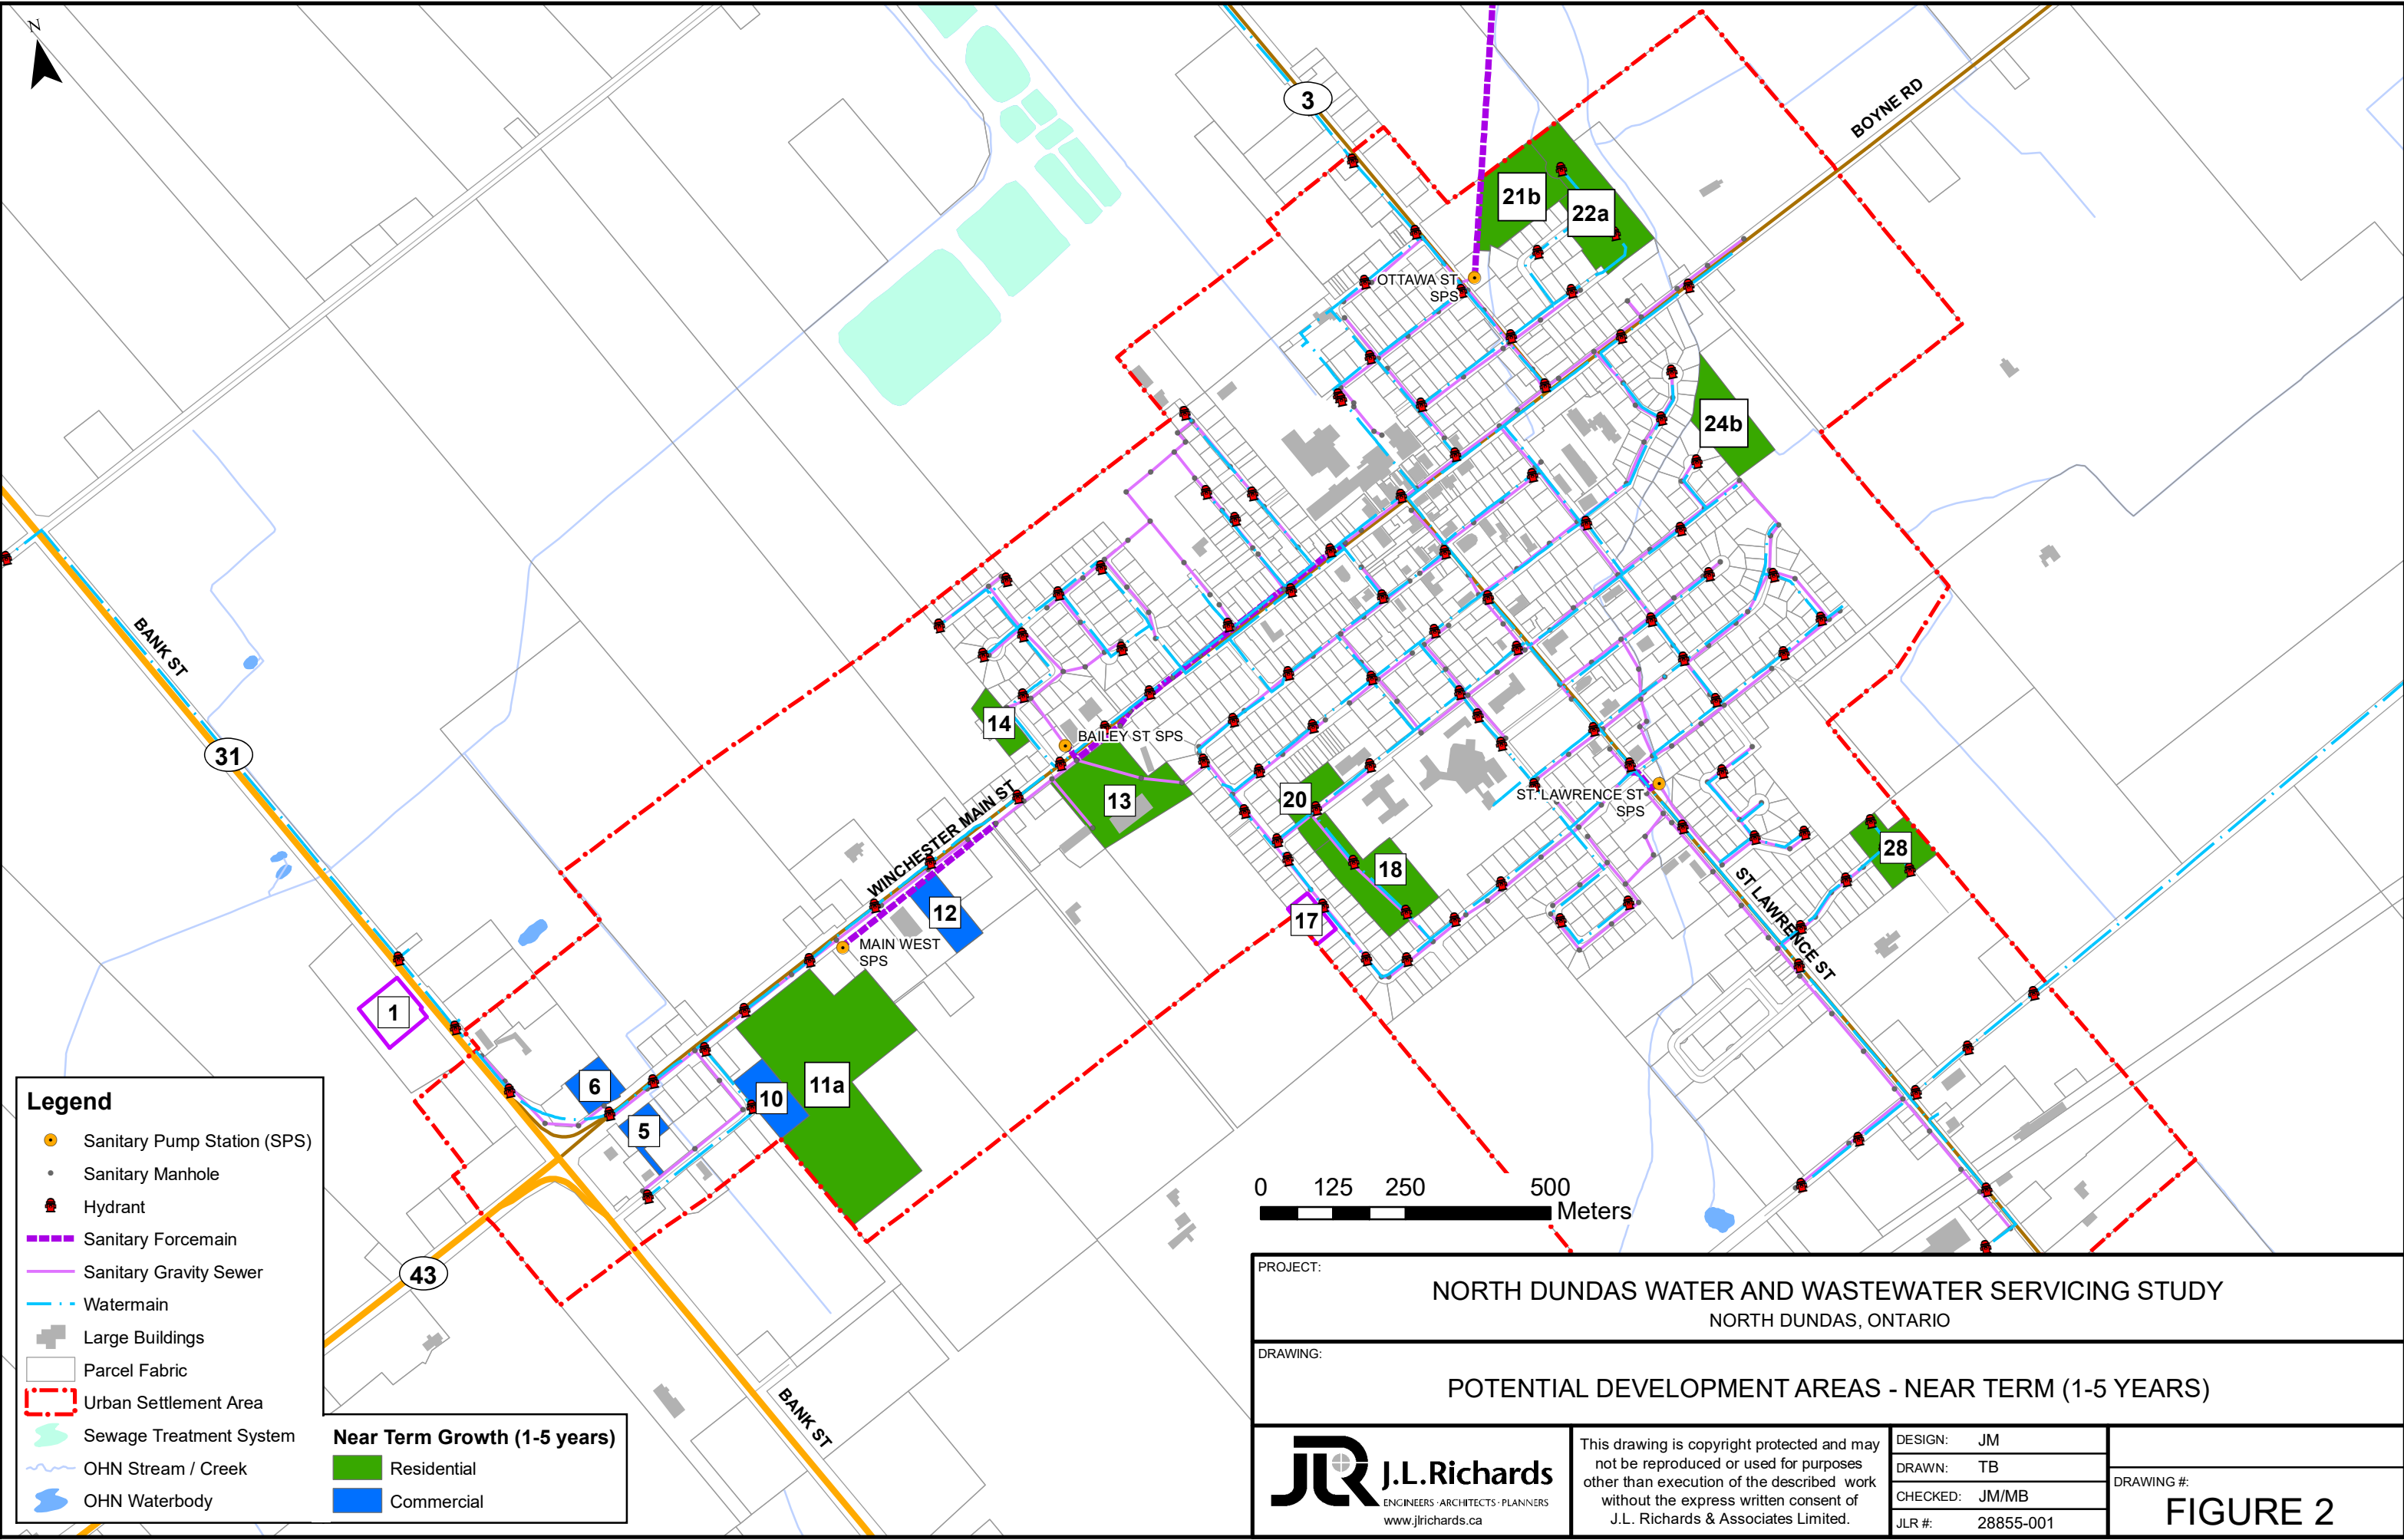 N
3
BOYNE RD
21b
22a
OTTAWA ST
SPS
24b
BANK ST
31
14
BAILEY ST SPS
13
20
ST. LAWRENCE ST
SPS
WINCHESTER MAIN ST
18
28
12
17
ST LAWRENCE ST
MAIN WEST
SPS
1
6
11a
10
5
43
BANK ST
0 125 250 500
Meters
Legend
Sanitary Pump Station (SPS)
Sanitary Manhole
Hydrant
Sanitary Forcemain
Sanitary Gravity Sewer
Watermain
Large Buildings
Parcel Fabric
Urban Settlement Area
Sewage Treatment System
OHN Stream / Creek
OHN Waterbody
Near Term Growth (1-5 years)
Residential
Commercial
PROJECT:
NORTH DUNDAS WATER AND WASTEWATER SERVICING STUDY
NORTH DUNDAS, ONTARIO
DRAWING:
POTENTIAL DEVELOPMENT AREAS - NEAR TERM (1-5 YEARS)
JLR J.L.Richards
ENGINEERS · ARCHITECTS · PLANNERS
www.jlrichards.ca
This drawing is copyright protected and may
not be reproduced or used for purposes
other than execution of the described work
without the express written consent of
J.L. Richards & Associates Limited.
DESIGN: JM
DRAWN: TB
CHECKED: JM/MB
JLR #: 28855-001
DRAWING #:
FIGURE 2